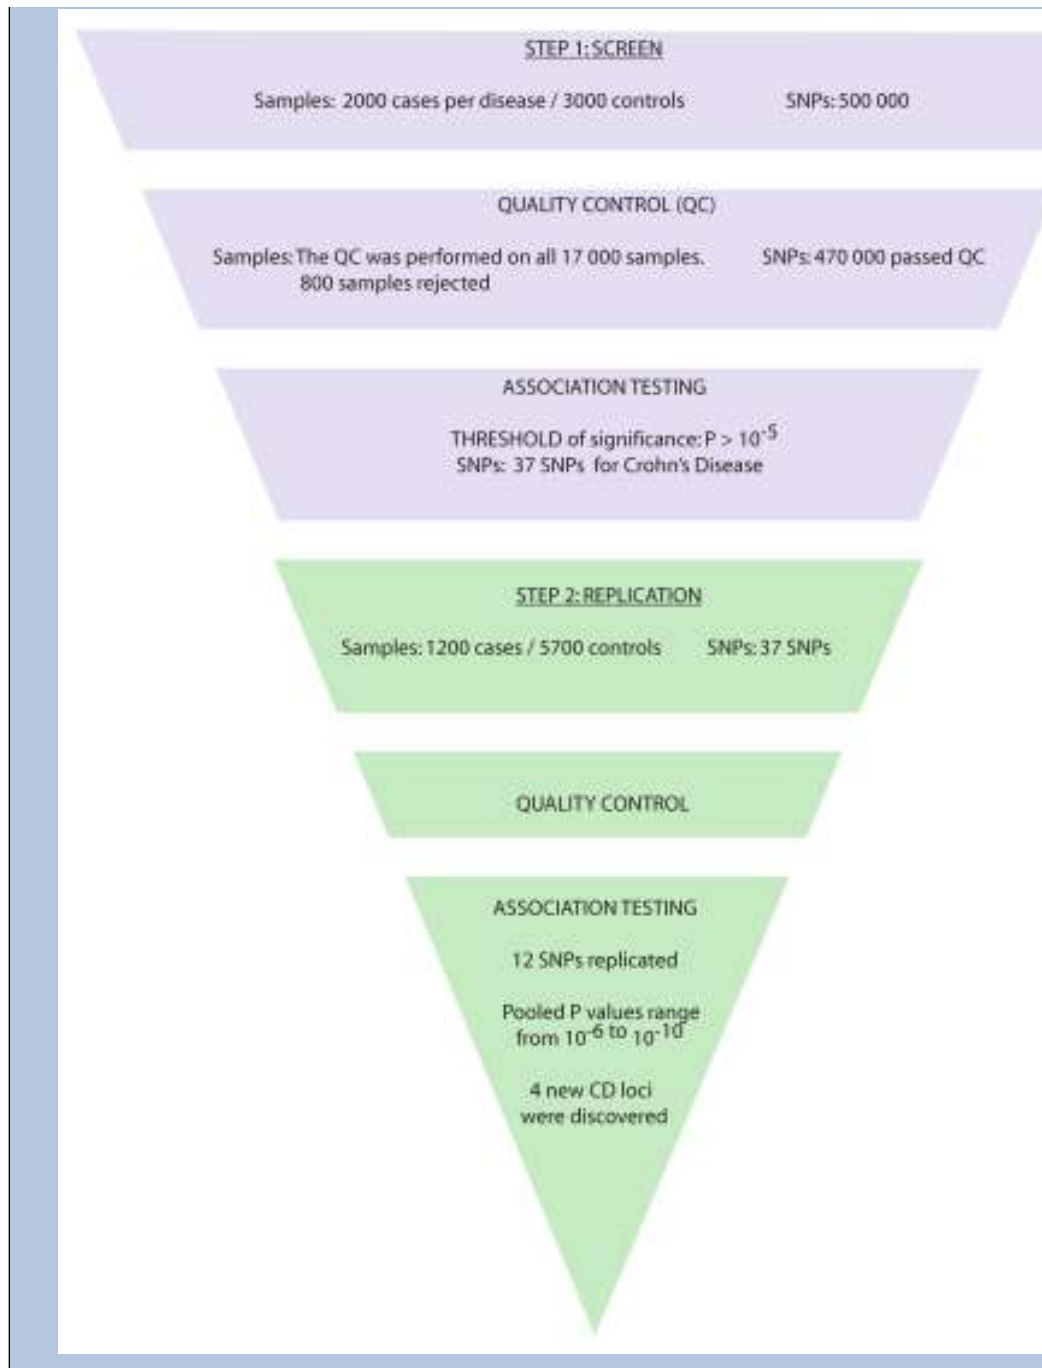 STEP 1: SCREEN
Samples: 2000 cases per disease / 3000 controls SNPs: 500 000
QUALITY CONTROL (QC)
Samples: The QC was performed on all 17 000 samples. SNPs: 470 000 passed QC
800 samples rejected
ASSOCIATION TESTING
THRESHOLD of significance: P > 10⁻⁵
SNPs: 37 SNPs for Crohn's Disease
STEP 2: REPLICATION
Samples: 1200 cases / 5700 controls SNPs: 37 SNPs
QUALITY CONTROL
ASSOCIATION TESTING
12 SNPs replicated
Pooled P values range
from 10⁻⁶ to 10⁻¹⁰
4 new CD loci
were discovered